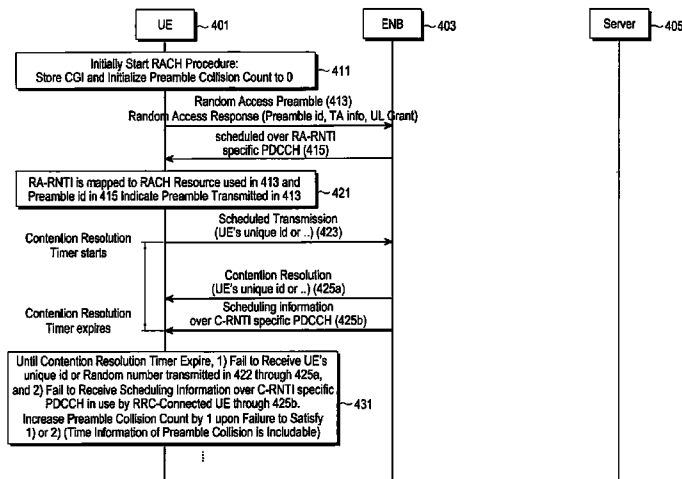 UE
401
ENB
403
Server
405
Initially Start RACH Procedure:
Store CGI and Initialize Preamble Collision Count to 0
411
Random Access Preamble (413)
Random Access Response (Preamble id, TA info, UL Grant)
scheduled over RA-RNTI
specific PDCCH (415)
RA-RNTI is mapped to RACH Resource used in 413 and
Preamble id in 415 indicate Preamble Transmitted in 413
421
Scheduled Transmission
(UE's unique id or ..) (423)
Contention Resolution
Timer starts
Contention Resolution
(UE's unique id or ..) (425a)
Scheduling information
over C-RNTI specific PDCCH (425b)
Contention Resolution
Timer expires
Until Contention Resolution Timer Expire, 1) Fail to Receive UE's
unique id or Random number transmitted in 422 through 425a,
and 2) Fail to Receive Scheduling Information over C-RNTI specific
PDCCH in use by RRC-Connected UE through 425b.
Increase Preamble Collision Count by 1 upon Failure to Satisfy
1) or 2) (Time Information of Preamble Collision is Includable)
431